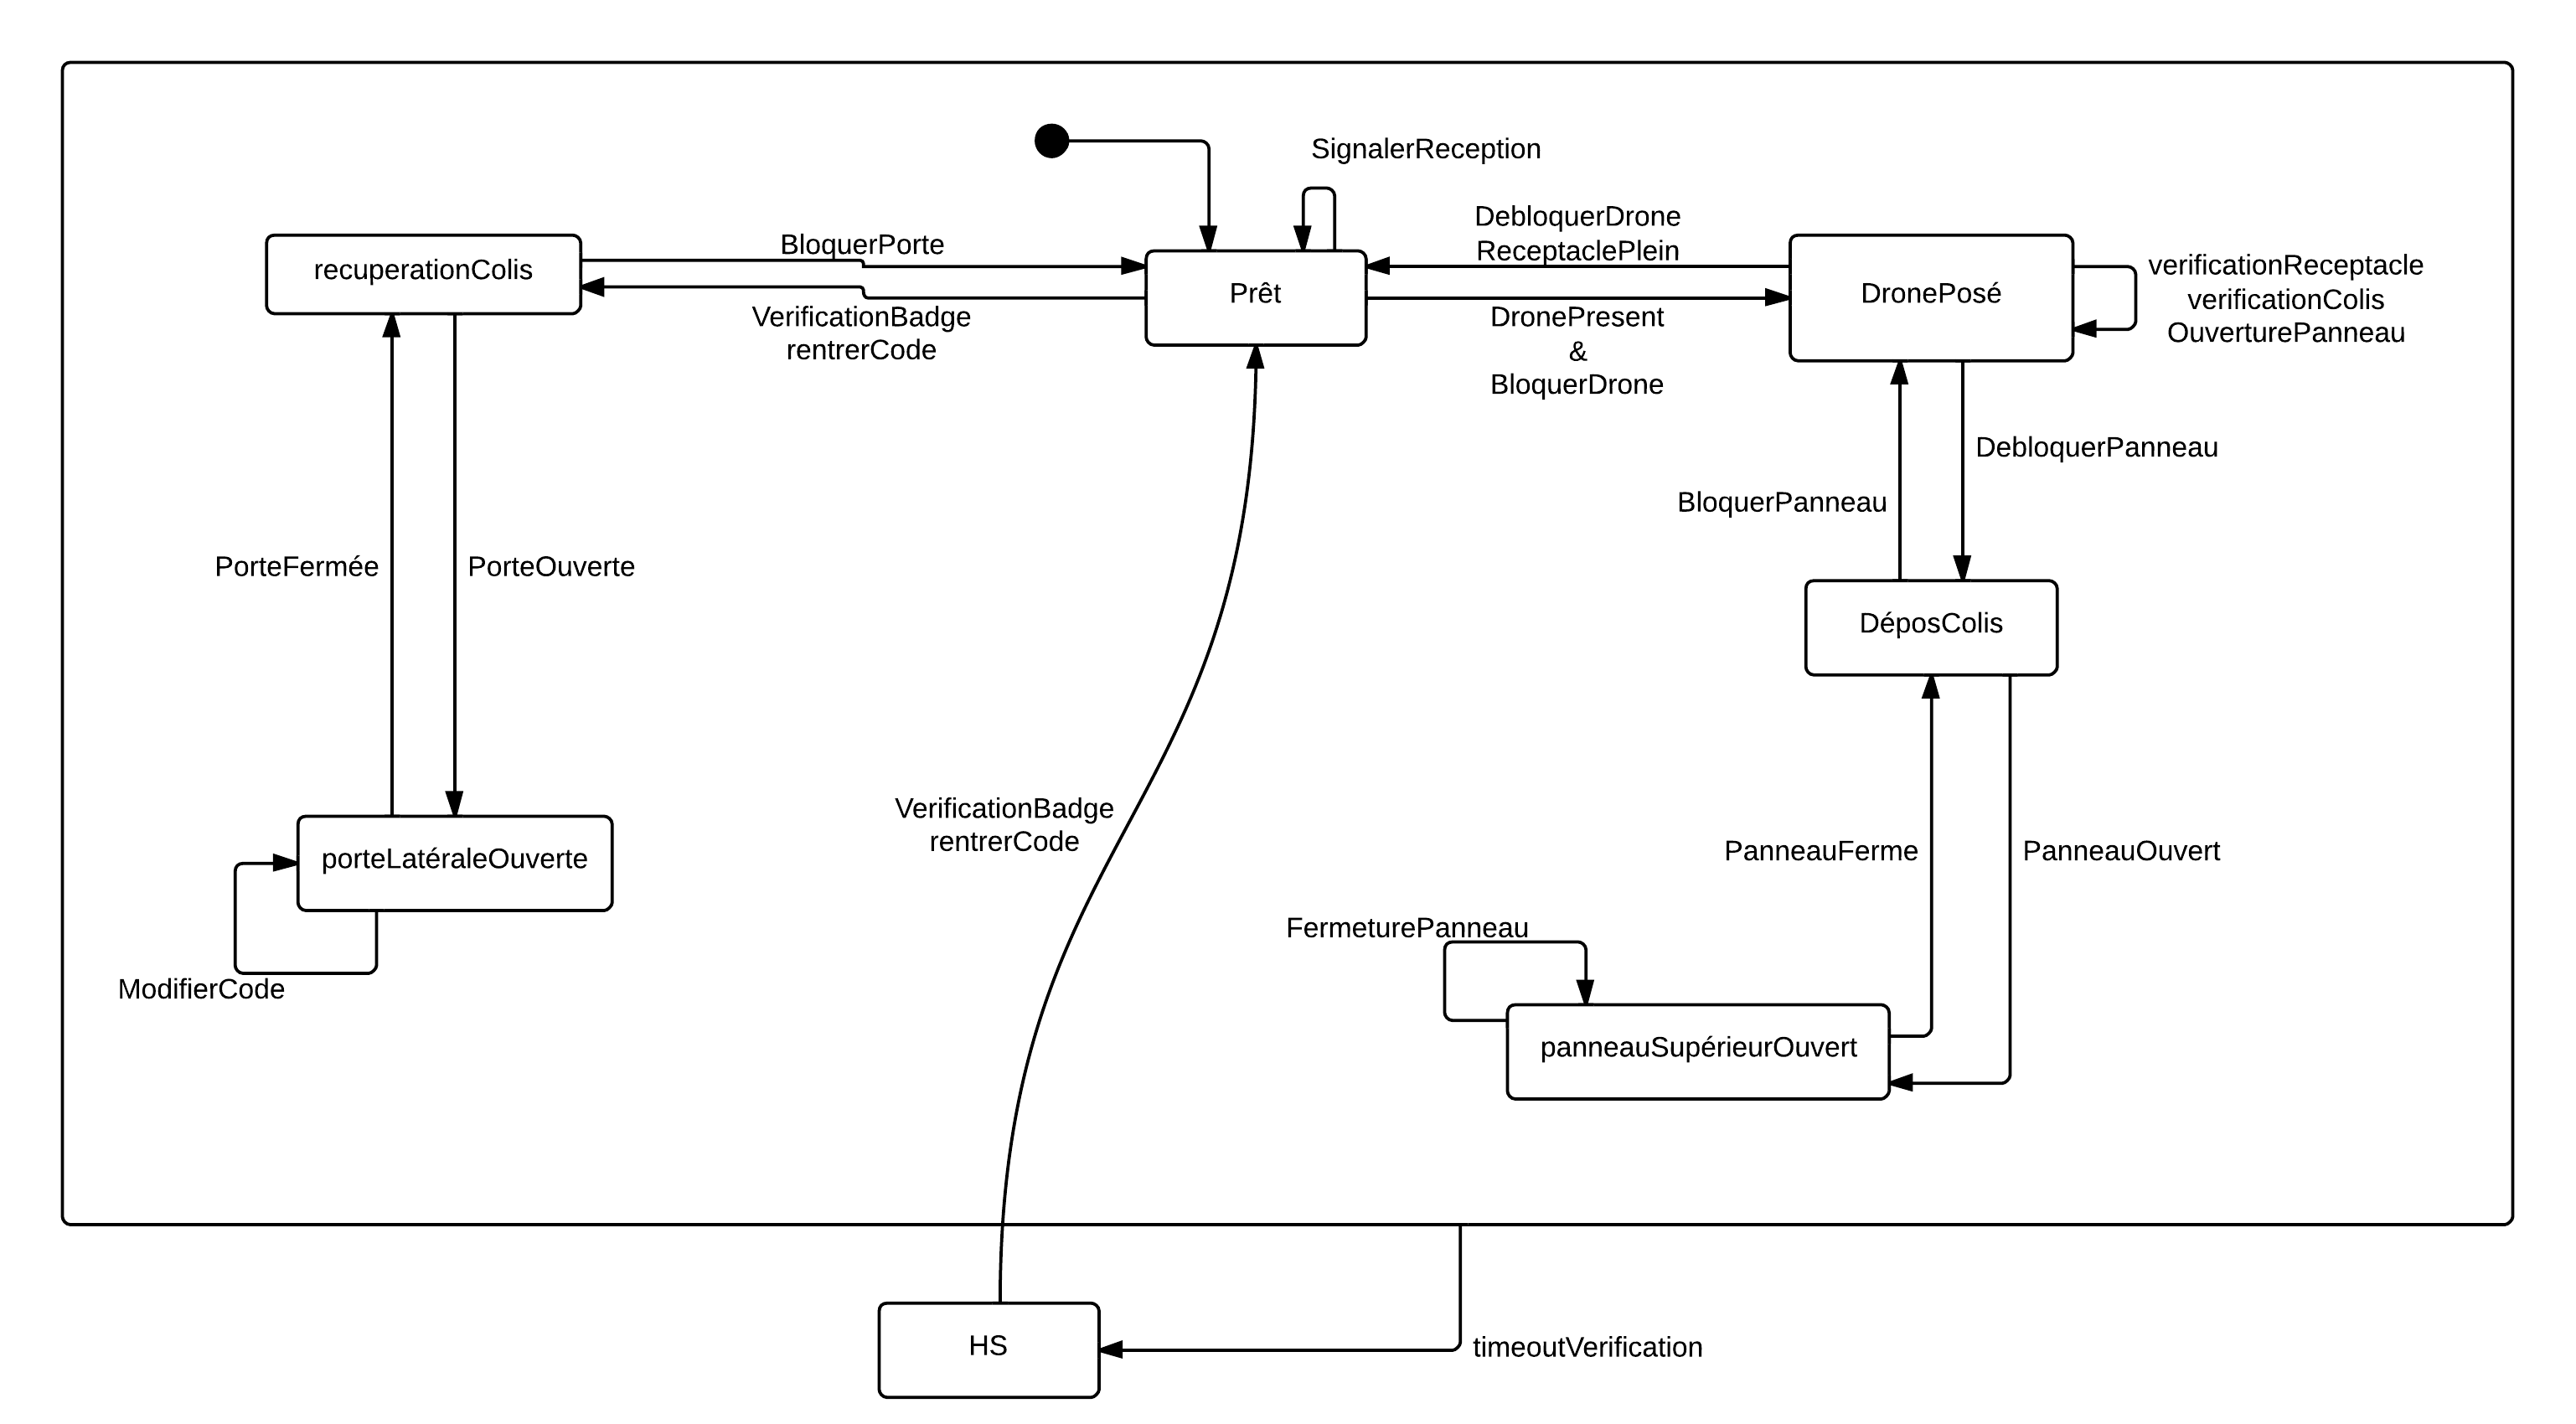 SignalerReception
DebloquerDrone
ReceptaclePlein
BloquerPorte
recuperationColis
Prêt
DronePosé
verificationReceptacle
verificationColis
OuverturePanneau
VerificationBadge
rentrerCode
DronePresent
&
BloquerDrone
DebloquerPanneau
BloquerPanneau
PorteFermée
PorteOuverte
DéposColis
VerificationBadge
rentrerCode
porteLatéraleOuverte
PanneauFerme
PanneauOuvert
FermeturePanneau
ModifierCode
panneauSupérieurOuvert
HS
timeoutVerification